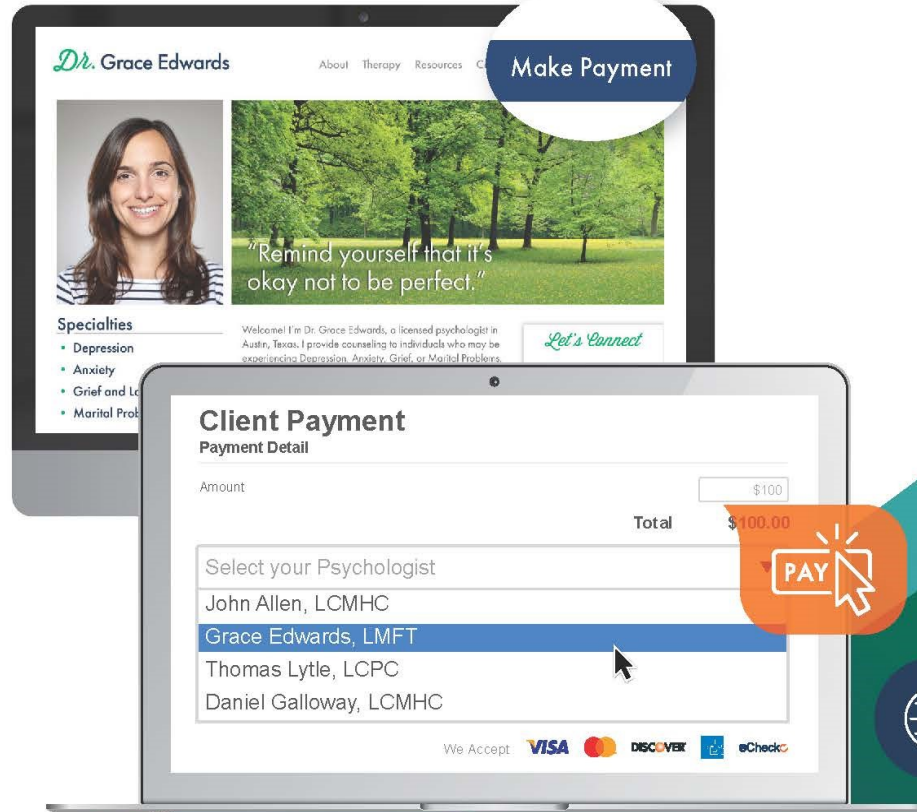 Dr. Grace Edwards
About Therapy Resources
Make Payment
"Remind yourself that it's
okay not to be perfect."
Specialties
• Depression
• Anxiety
• Grief and
• Marital
Welcome! I'm Dr. Grace Edwards, a licensed psychologist in
Austin, Texas. I provide counseling to individuals who may be
experiencing Depression, Anxiety, Grief, or Marital Problems.
Let's Connect
Client Payment
Payment Detail
Amount
$100
Total $100.00
PAY
Select your Psychologist
John Allen, LCMHC
Grace Edwards, LMFT
Thomas Lytle, LCPC
Daniel Galloway, LCMHC
We Accept VISA DISCOVER eCheck